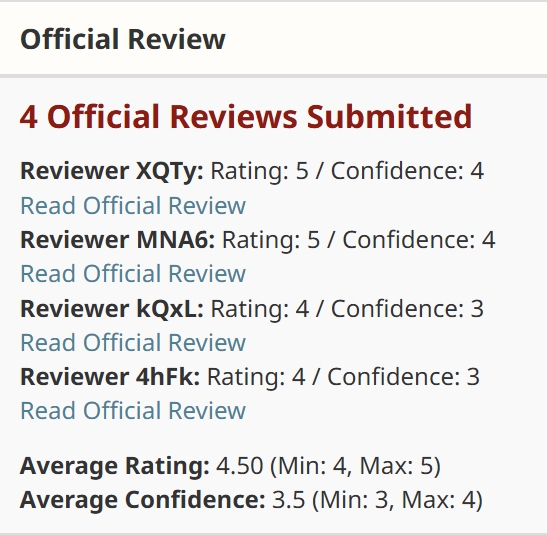 Official Review
4 Official Reviews Submitted
Reviewer XQTy: Rating: 5 / Confidence: 4
Read Official Review
Reviewer MNA6: Rating: 5 / Confidence: 4
Read Official Review
Reviewer kQxL: Rating: 4 / Confidence: 3
Read Official Review
Reviewer 4hFk: Rating: 4 / Confidence: 3
Read Official Review
Average Rating: 4.50 (Min: 4, Max: 5)
Average Confidence: 3.5 (Min: 3, Max: 4)